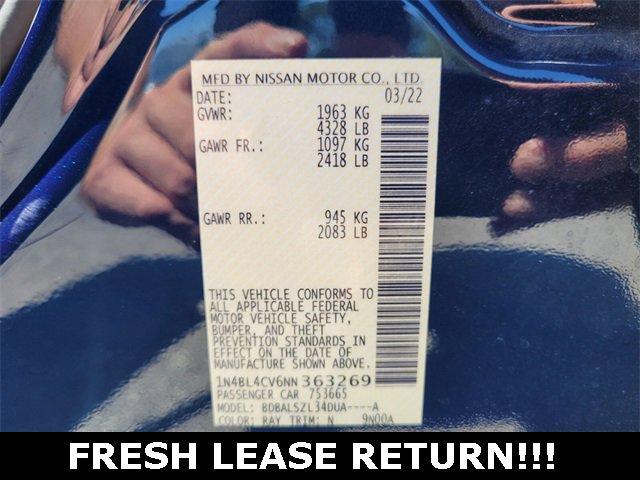 MFD BY NISSAN MOTOR CO., LTD.
DATE: 03/22
GVWR: 1963 KG
4328 LB
GAWR FR.: 1097 KG
2418 LB
GAWR RR.: 945 KG
2083 LB
THIS VEHICLE CONFORMS TO
ALL APPLICABLE FEDERAL
MOTOR VEHICLE SAFETY,
BUMPER, AND THEFT
PREVENTION STANDARDS IN
EFFECT ON THE DATE OF
MANUFACTURE SHOWN ABOVE.
1N4BL4CV6NN363269
PASSENGER CAR 753665
MODEL: BDBALSZL34DUA----A
COLOR: RAY TRIM: N 9N00A
FRESH LEASE RETURN!!!